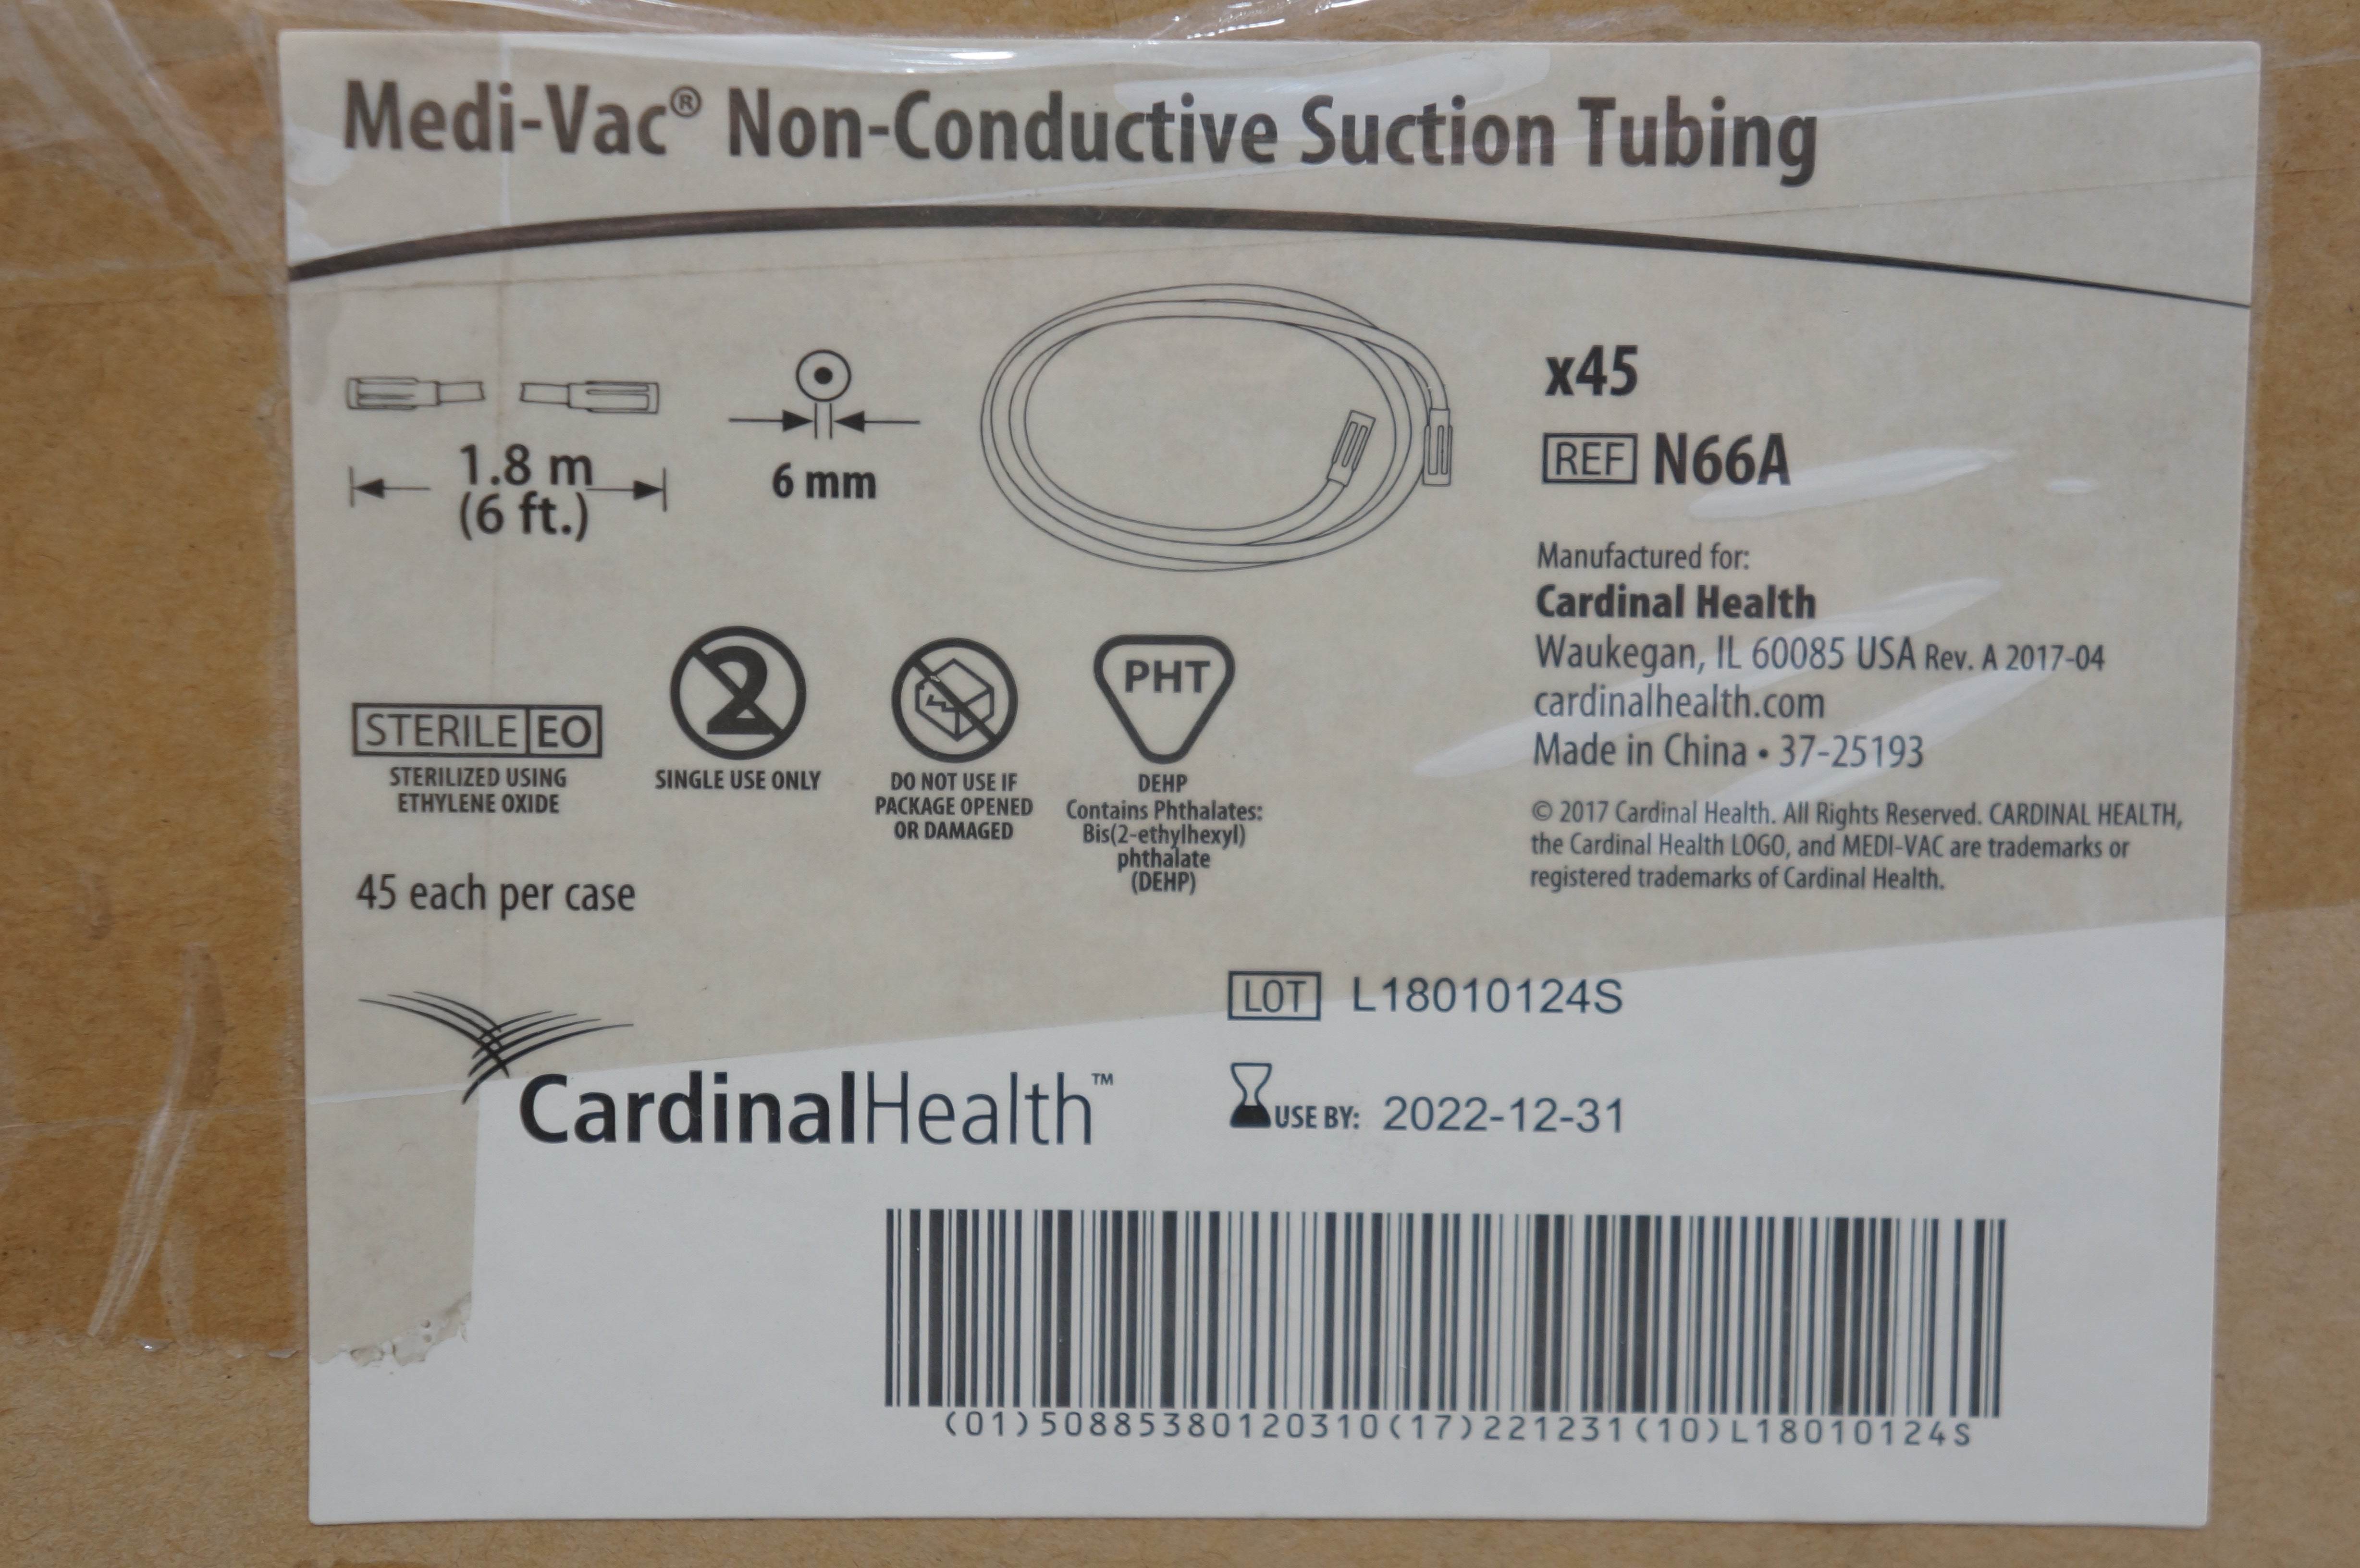 Medi-Vac® Non-Conductive Suction Tubing
1.8 m
(6 ft.)
6 mm
x45
REF N66A
Manufactured for:
Cardinal Health
Waukegan, IL 60085 USA Rev. A 2017-04
cardinalhealth.com
Made in China • 37-25193
© 2017 Cardinal Health. All Rights Reserved. CARDINAL HEALTH,
the Cardinal Health LOGO, and MEDI-VAC are trademarks or
registered trademarks of Cardinal Health.
STERILE EO
STERILIZED USING
ETHYLENE OXIDE
2
SINGLE USE ONLY
DO NOT USE IF
PACKAGE OPENED
OR DAMAGED
PHT
DEHP
Contains Phthalates:
Bis(2-ethylhexyl)
phthalate
(DEHP)
45 each per case
CardinalHealth™
LOT L18010124S
USE BY: 2022-12-31
(01)50885380120310(17)221231(10)L18010124S